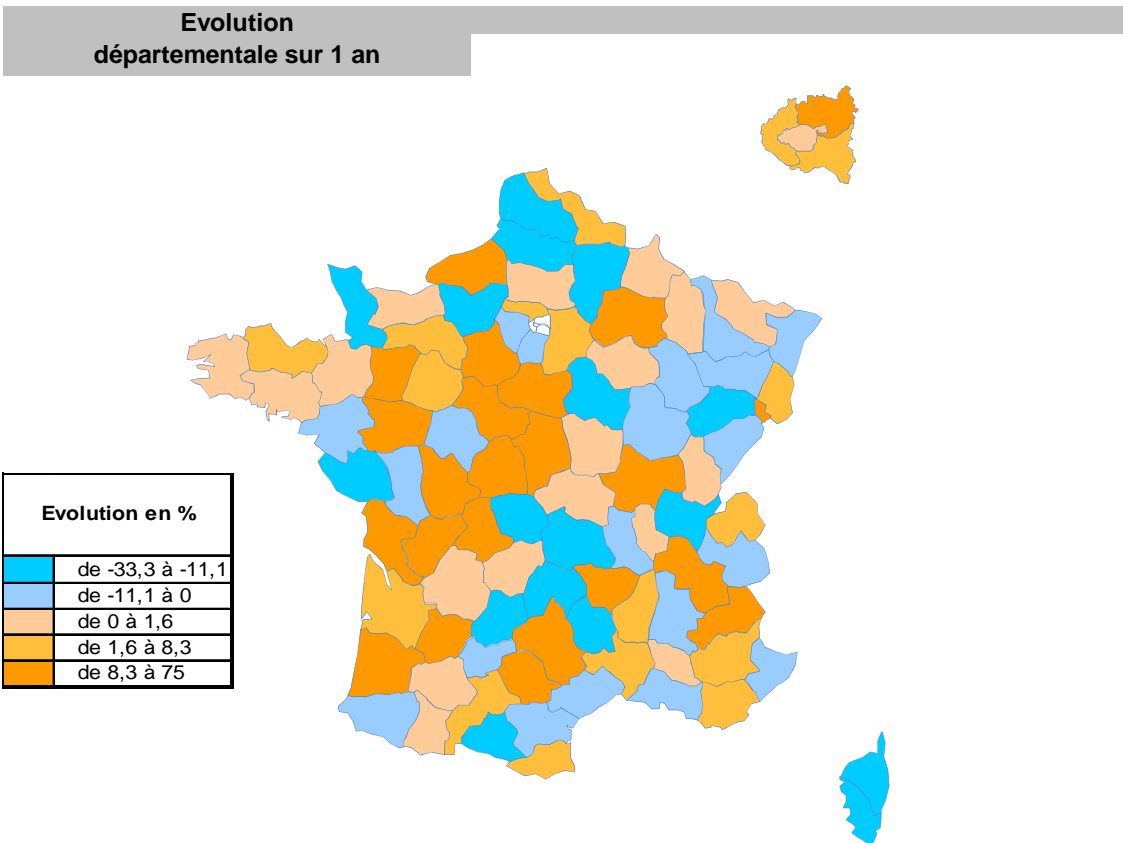 Evolution
départementale sur 1 an
Evolution en %
de -33,3 à -11,1
de -11,1 à 0
de 0 à 1,6
de 1,6 à 8,3
de 8,3 à 75